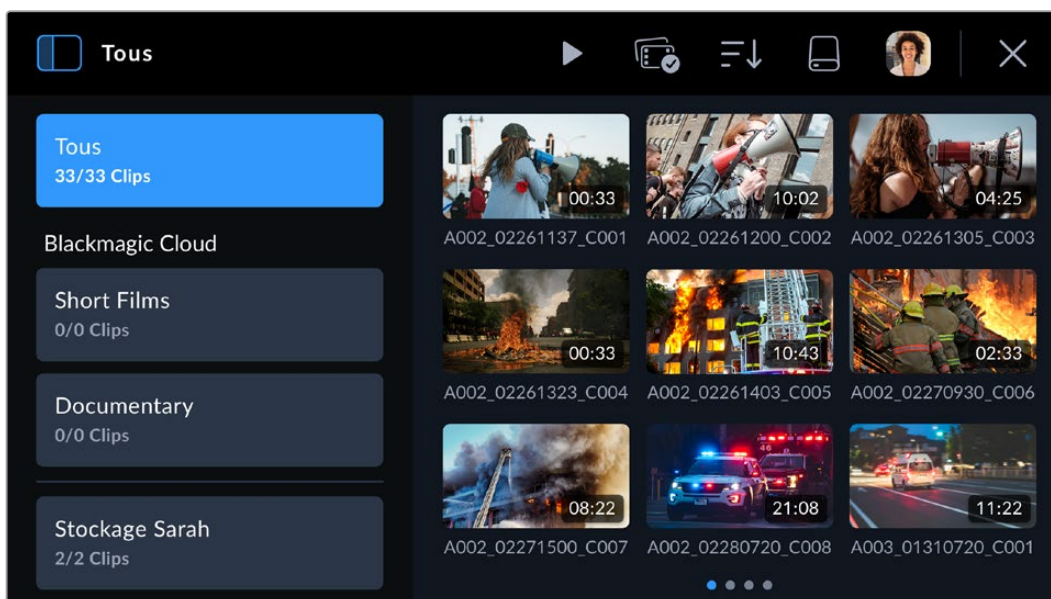 Tous
Tous
33/33 Clips
Blackmagic Cloud
Short Films
0/0 Clips
Documentary
0/0 Clips
Stockage Sarah
2/2 Clips
00:33
10:02
04:25
A002_02261137_C001
A002_02261200_C002
A002_02261305_C003
00:33
10:43
02:33
A002_02261323_C004
A002_02261403_C005
A002_02270930_C006
08:22
46
21:08
11:22
A002_02271500_C007
A002_02280720_C008
A003_01310720_C001